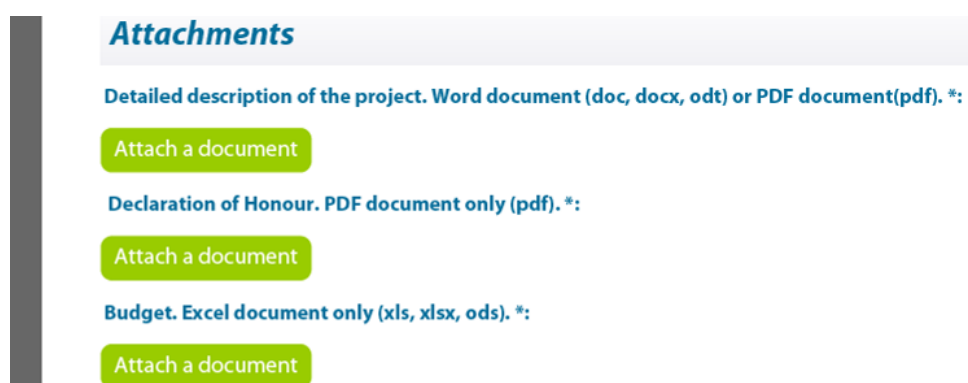 Attachments
Detailed description of the project. Word document (doc, docx, odt) or PDF document(pdf). *:
Attach a document
Declaration of Honour. PDF document only (pdf). *:
Attach a document
Budget. Excel document only (xls, xlsx, ods). *:
Attach a document